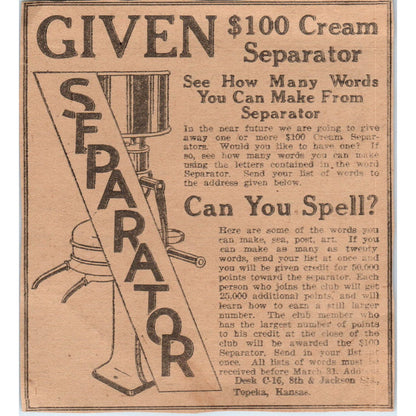 GIVEN
$100 Cream
Separator
See How Many Words
You Can Make From
Separator
In the near future we are going to give
away one or more $100 Cream Separ-
ators. Would you like to have one? If
so, see how many words you can make
using the letters contained in the word
Separator. Send your list of words to
the address given below.
Can You Spell?
Here are some of the words you
can make, sea, post, art. If you
can make as many as twenty
words, send your list at once and
you will be given credit for 50,000
points toward the separator. Each
person who joins the club will get
25,000 additional points, and will
learn how to earn a still larger
number. The club member who
has the largest number of points
to his credit at the close of the
club will be awarded the $100
Separator. Send in your list at
once. All lists of words must be
received before March 31.
Desk C-16, 8th & Jackson
Topeka, Kansas.
SEPARATOR